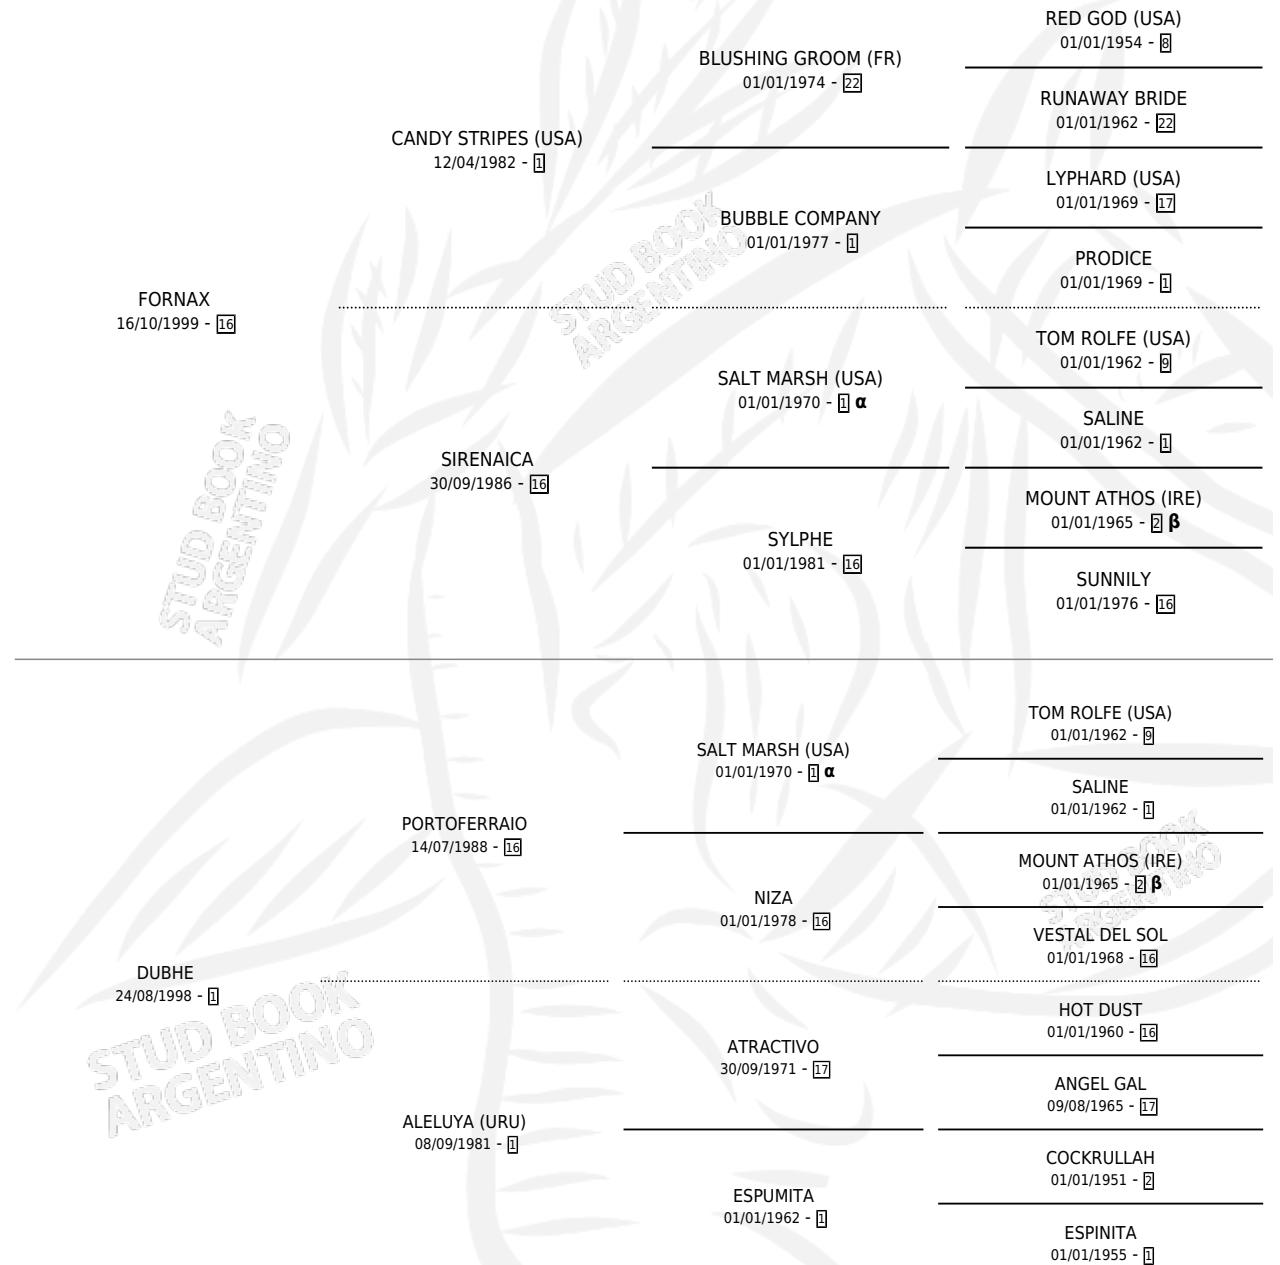 RED GOD (USA)
01/01/1954 - 8
BLUSHING GROOM (FR)
01/01/1974 - 22
RUNAWAY BRIDE
01/01/1962 - 22
CANDY STRIPES (USA)
12/04/1982 - 1
LYPHARD (USA)
01/01/1969 - 17
BUBBLE COMPANY
01/01/1977 - 1
PRODICE
01/01/1969 - 1
FORNAX
16/10/1999 - 16
TOM ROLFE (USA)
01/01/1962 - 9
SALT MARSH (USA)
01/01/1970 - 1 α
SALINE
01/01/1962 - 1
SIRENAICA
30/09/1986 - 16
MOUNT ATHOS (IRE)
01/01/1965 - 2 β
SYLPHE
01/01/1981 - 16
SUNNILY
01/01/1976 - 16
TOM ROLFE (USA)
01/01/1962 - 9
SALT MARSH (USA)
01/01/1970 - 1 α
SALINE
01/01/1962 - 1
PORTOFERRAIO
14/07/1988 - 16
MOUNT ATHOS (IRE)
01/01/1965 - 2 β
NIZA
01/01/1978 - 16
VESTAL DEL SOL
01/01/1968 - 16
DUBHE
24/08/1998 - 1
HOT DUST
01/01/1960 - 16
ATRACTIVO
30/09/1971 - 17
ANGEL GAL
09/08/1965 - 17
ALELUYA (URU)
08/09/1981 - 1
COCKRULLAH
01/01/1951 - 2
ESPUMITA
01/01/1962 - 1
ESPINITA
01/01/1955 - 1
STUD BOOK
ARGENTINO
STUD BOOK
ARGENTINO
STUD BOOK
ARGENTINO
STUD BOOK
ARGENTINO